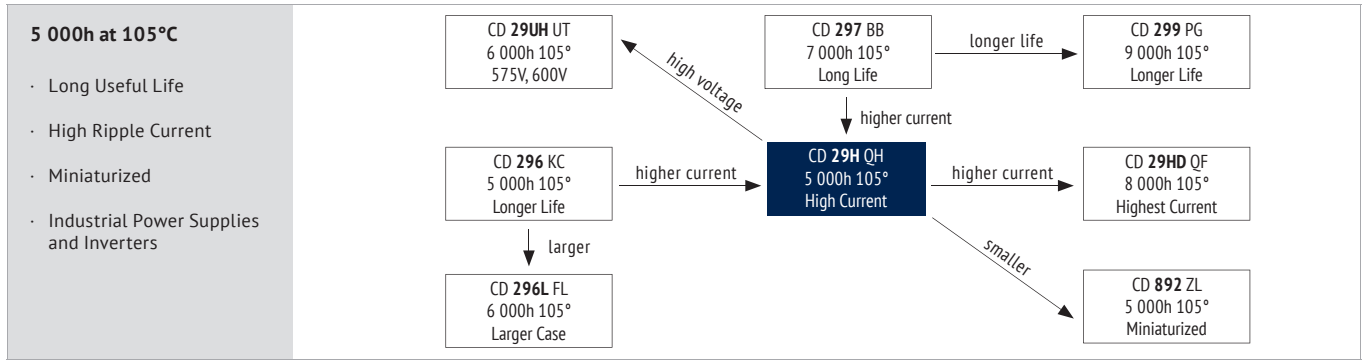 5 000h at 105°C
· Long Useful Life
· High Ripple Current
· Miniaturized
· Industrial Power Supplies
and Inverters
CD 29UH UT
6 000h 105°
575V, 600V
high voltage
CD 297 BB
7 000h 105°
Long Life
longer life
CD 299 PG
9 000h 105°
Longer Life
higher current
CD 296 KC
5 000h 105°
Longer Life
higher current
CD 29H QH
5 000h 105°
High Current
higher current
CD 29HD QF
8 000h 105°
Highest Current
larger
smaller
CD 296L FL
6 000h 105°
Larger Case
CD 892 ZL
5 000h 105°
Miniaturized